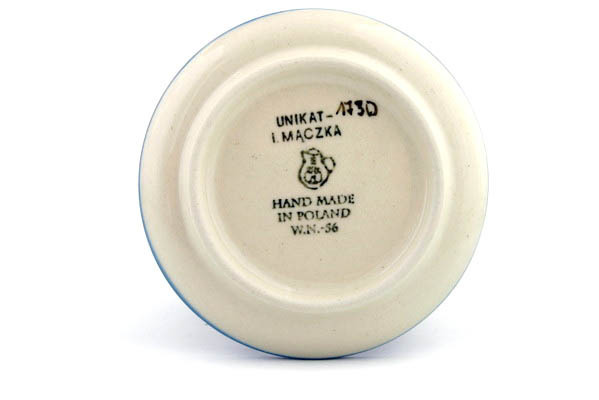 UNIKAT-1730
I. MĄCZKA
HAND MADE
IN POLAND
W.N.-56